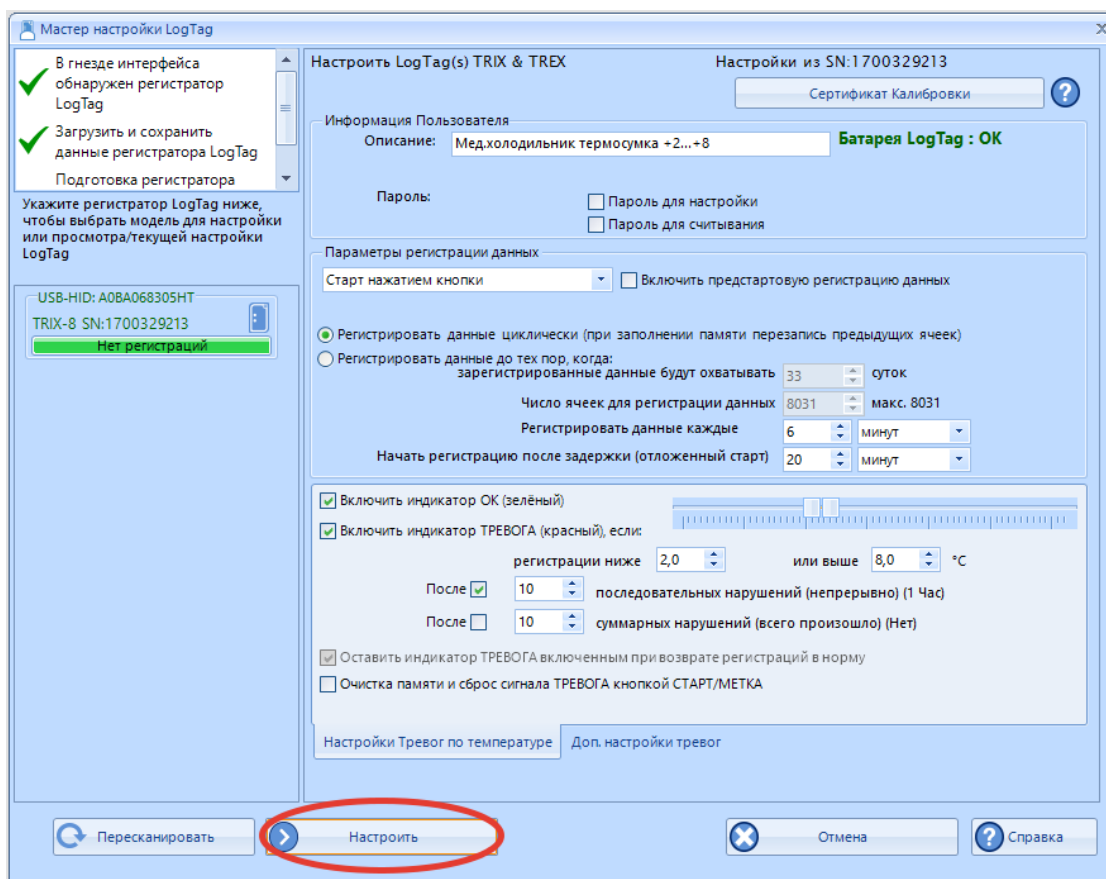 Мастер настройки LogTag
В гнезде интерфейса
обнаружен регистратор
LogTag
Загрузить и сохранить
данные регистратора LogTag
Подготовка регистратора
Укажите регистратор LogTag ниже,
чтобы выбрать модель для настройки
или просмотра/текущей настройки
LogTag
USB-HID: A0BA068305HT
TRIX-8 SN:1700329213
Нет регистраций
Настроить LogTag(s) TRIX & TREX
Настройки из SN:1700329213
Сертификат Калибровки
Информация Пользователя
Описание: Мед.холодильник термосумка +2...+8
Батарея LogTag : OK
Пароль:
Пароль для настройки
Пароль для считывания
Параметры регистрации данных
Старт нажатием кнопки
Включить предстартовую регистрацию данных
Регистрировать данные циклически (при заполнении памяти перезапись предыдущих ячеек)
Регистрировать данные до тех пор, когда:
зарегистрированные данные будут охватывать 33 суток
Число ячеек для регистрации данных 8031 макс. 8031
Регистрировать данные каждые 6 минут
Начать регистрацию после задержки (отложенный старт) 20 минут
Включить индикатор ОК (зелёный)
Включить индикатор ТРЕВОГА (красный), если:
регистрации ниже 2,0 или выше 8,0 °C
После 10 последовательных нарушений (непрерывно) (1 Час)
После 10 суммарных нарушений (всего произошло) (Нет)
Оставить индикатор ТРЕВОГА включенным при возврате регистраций в норму
Очистка памяти и сброс сигнала ТРЕВОГА кнопкой СТАРТ/МЕТКА
Настройки Тревог по температуре
Доп. настройки тревог
Пересканировать
Настроить
Отмена
Справка